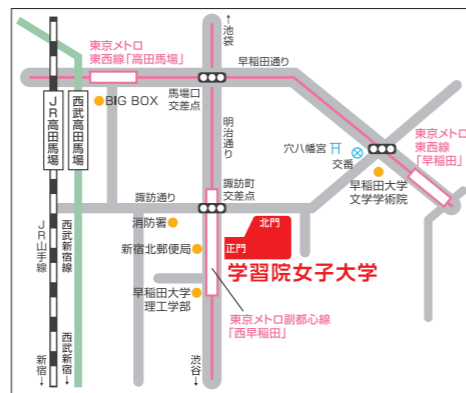 ←池袋
東京メトロ
東西線「高田馬場」
早稲田通り
馬場口
交差点
BIG BOX
JR高田馬場
西武高田馬場
明治通り
穴八幡宮
交番
東京メトロ
東西線
「早稲田」
早稲田大学
文学学術院
諏訪通り
諏訪町
交差点
消防署
北門
正門
新宿北郵便局
学習院女子大学
JR山手線
西武新宿線
早稲田大学
理工学部
東京メトロ副都心線
「西早稲田」
新宿→
西武新宿→
渋谷→